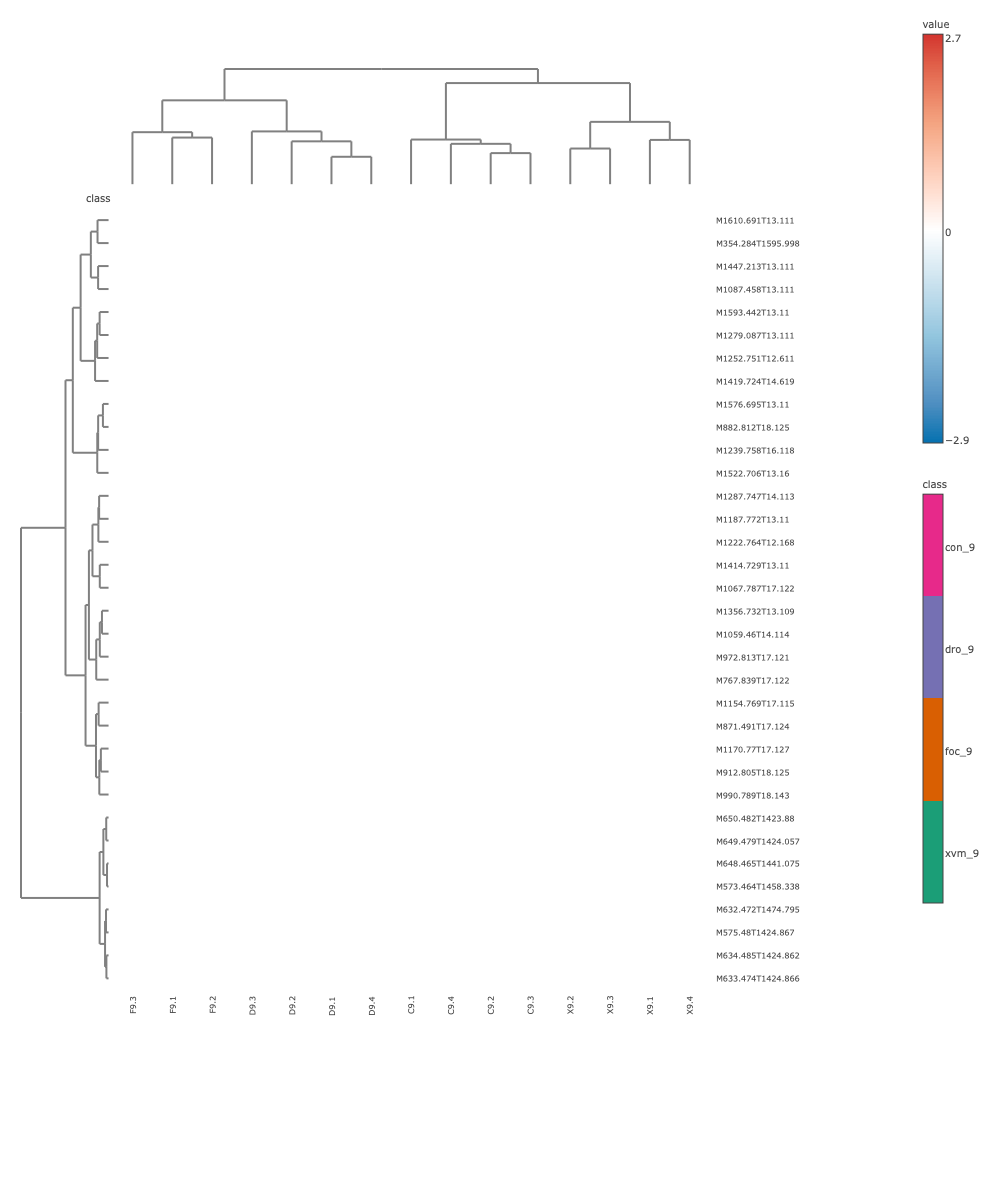 value
2.7
0
−2.9
class
con_9
dro_9
foc_9
xvm_9
class
M1610.691T13.111
M354.284T1595.998
M1447.213T13.111
M1087.458T13.111
M1593.442T13.11
M1279.087T13.111
M1252.751T12.611
M1419.724T14.619
M1576.695T13.11
M882.812T18.125
M1239.758T16.118
M1522.706T13.16
M1287.747T14.113
M1187.772T13.11
M1222.764T12.168
M1414.729T13.11
M1067.787T17.122
M1356.732T13.109
M1059.46T14.114
M972.813T17.121
M767.839T17.122
M1154.769T17.115
M871.491T17.124
M1170.77T17.127
M912.805T18.125
M990.789T18.143
M650.482T1423.88
M649.479T1424.057
M648.465T1441.075
M573.464T1458.338
M632.472T1474.795
M575.48T1424.867
M634.485T1424.862
M633.474T1424.866
F9.3
F9.1
F9.2
D9.3
D9.2
D9.1
D9.4
C9.1
C9.4
C9.2
C9.3
X9.2
X9.3
X9.1
X9.4